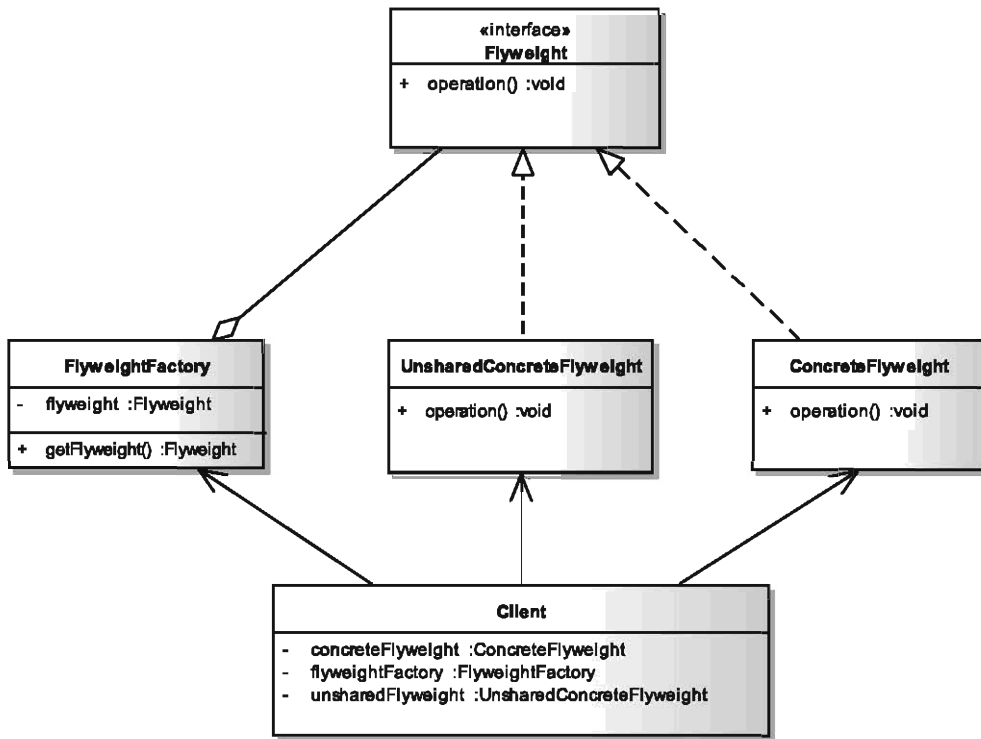 «interface»
Flyweight
+ operation() :void
FlyweightFactory
- flyweight :Flyweight
+ getFlyweight() :Flyweight
UnsharedConcreteFlyweight
+ operation() :void
ConcreteFlyweight
+ operation() :void
Client
- concreteFlyweight :ConcreteFlyweight
- flyweightFactory :FlyweightFactory
- unsharedFlyweight :UnsharedConcreteFlyweight